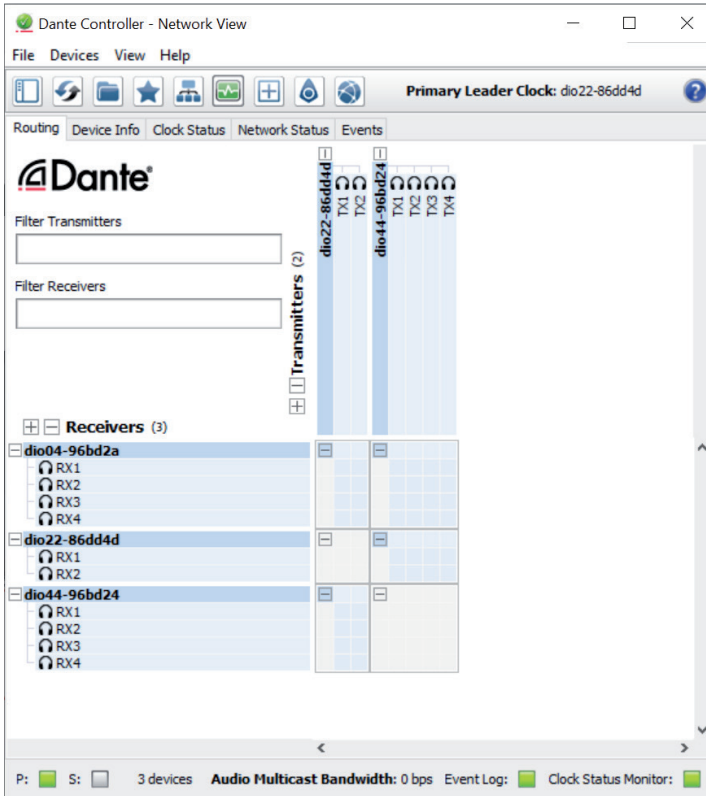 Dante Controller - Network View
File Devices View Help
Primary Leader Clock: dio22-86dd4d
?
Routing Device Info Clock Status Network Status Events
Dante®
Filter Transmitters
Filter Receivers
Transmitters (2)
dio22-86dd4d
TX1
TX2
dio44-96bd24
TX1
TX2
TX3
TX4
Receivers (3)
dio04-96bd2a
RX1
RX2
RX3
RX4
dio22-86dd4d
RX1
RX2
dio44-96bd24
RX1
RX2
RX3
RX4
P: S: 3 devices Audio Multicast Bandwidth: 0 bps Event Log: Clock Status Monitor: